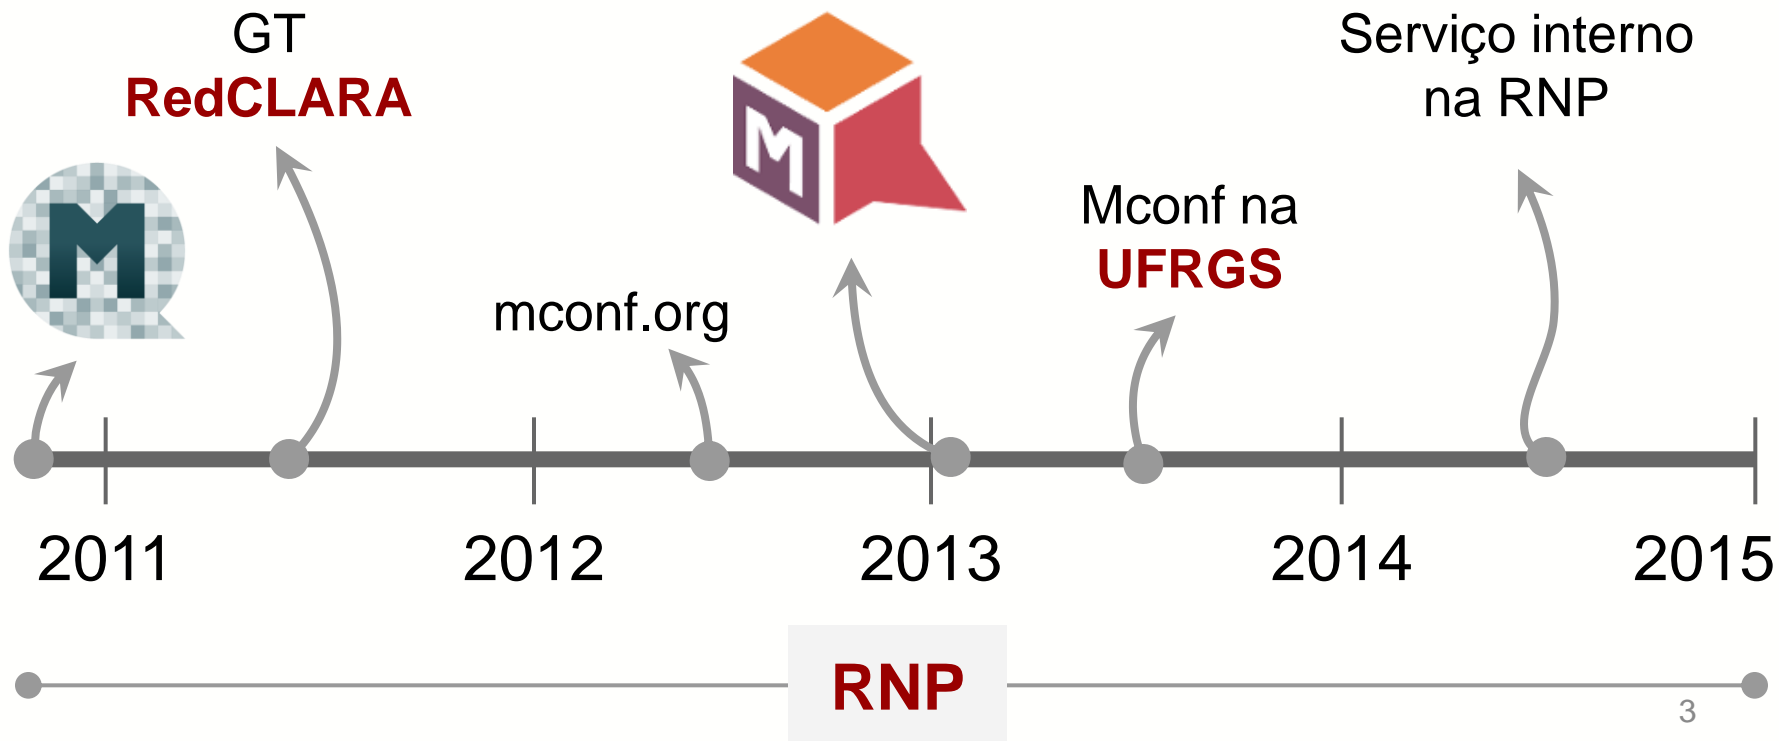 GT
RedCLARA
M
M
Serviço interno
na RNP
Mconf na
UFRGS
mconf.org
2011
2012
2013
2014
2015
RNP
3